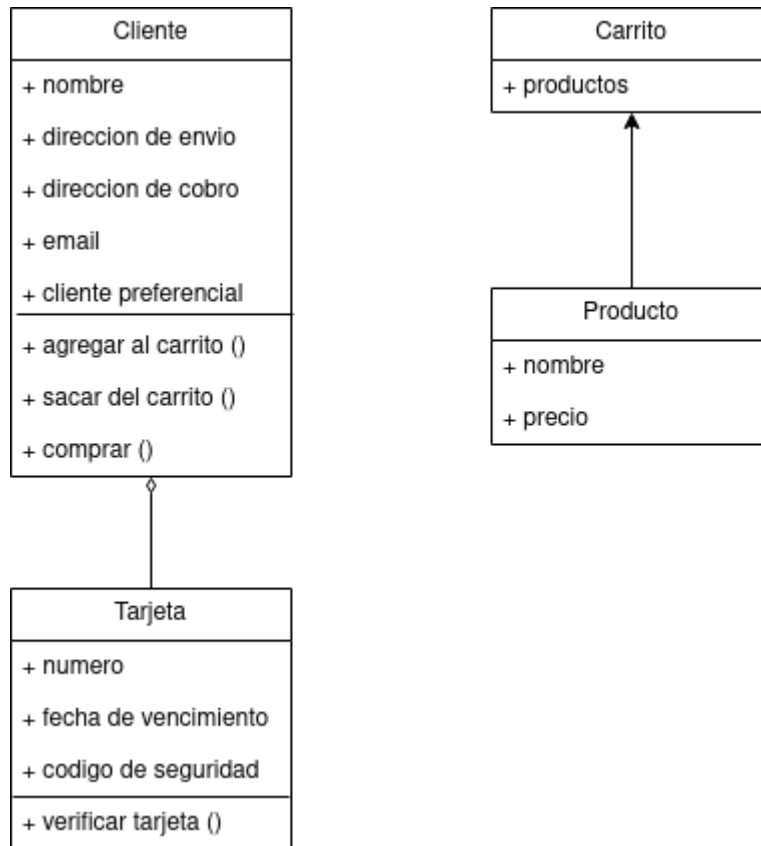 Cliente
+ nombre
+ direccion de envio
+ direccion de cobro
+ email
+ cliente preferencial
+ agregar al carrito ()
+ sacar del carrito ()
+ comprar ()
Tarjeta
+ numero
+ fecha de vencimiento
+ codigo de seguridad
+ verificar tarjeta ()
Carrito
+ productos
Producto
+ nombre
+ precio